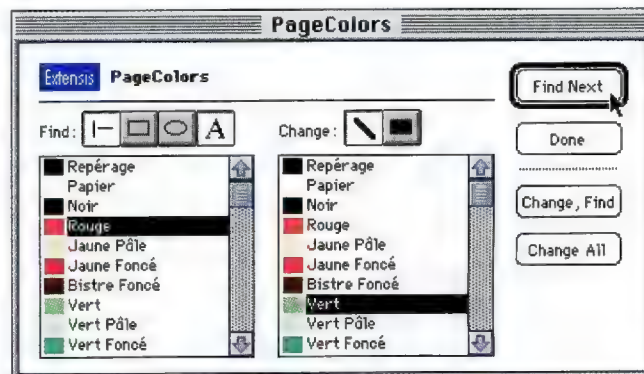 PageColors
Extensis PageColors
Find: A Change:
Repérage
Papier
Noir
Rouge
Jaune Pâle
Jaune Foncé
Bistre Foncé
Vert
Vert Pâle
Vert Foncé
Repérage
Papier
Noir
Rouge
Jaune Pâle
Jaune Foncé
Bistre Foncé
Vert
Vert Pâle
Vert Foncé
Find Next
Done
Change, Find
Change All